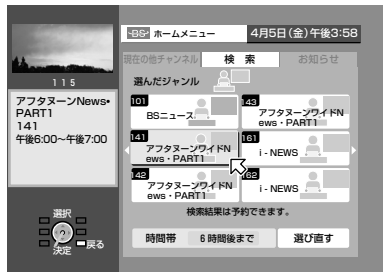 -BS- ホームメニュー
4月5日(金)午後3:58
現在の他チャンネル
検 索
お知らせ
115
アフタヌーンNews•
PART1
141
午後6:00~午後7:00
選択
決定
戻る
選んだジャンル
101
BSニュース
143
アフタヌーンワイドN
ews・PART1
141
アフタヌーンワイドN
ews・PART1
161
i - NEWS
142
アフタヌーンワイドN
ews・PART1
162
i - NEWS
検索結果は予約できます。
時間帯
6時間後まで
選び直す